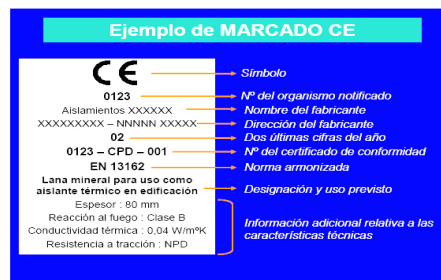 Ejemplo de MARCADO CE
CE
Símbolo
0123
Nº del organismo notificado
Aislamientos XXXXXX
Nombre del fabricante
XXXXXXXXX – NNNNN XXXXX
Dirección del fabricante
02
Dos últimas cifras del año
0123 – CPD – 001
Nº del certificado de conformidad
EN 13162
Norma armonizada
Lana mineral para uso como
aislante térmico en edificación
Designación y uso previsto
Espesor : 80 mm
Reacción al fuego : Clase B
Conductividad térmica : 0,04 W/mºK
Resistencia a tracción : NPD
Información adicional relativa a las
características técnicas